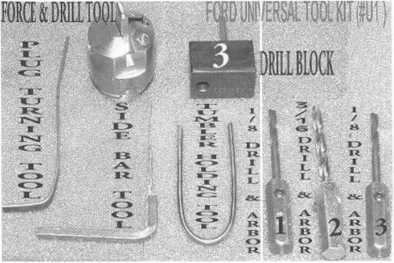 FORCE & DRILL TOOL
FORD UNIVERSAL TOOL KIT (#U1)
PLUG TURNING TOOL
1
SIDE BAR TOOL
3
DRILL BLOCK
TUMBLER HOLDING TOOL
1/8 DRILL & ARBOR
1
3/16 DRILL & ARBOR
2
1/8 DRILL & ARBOR
3